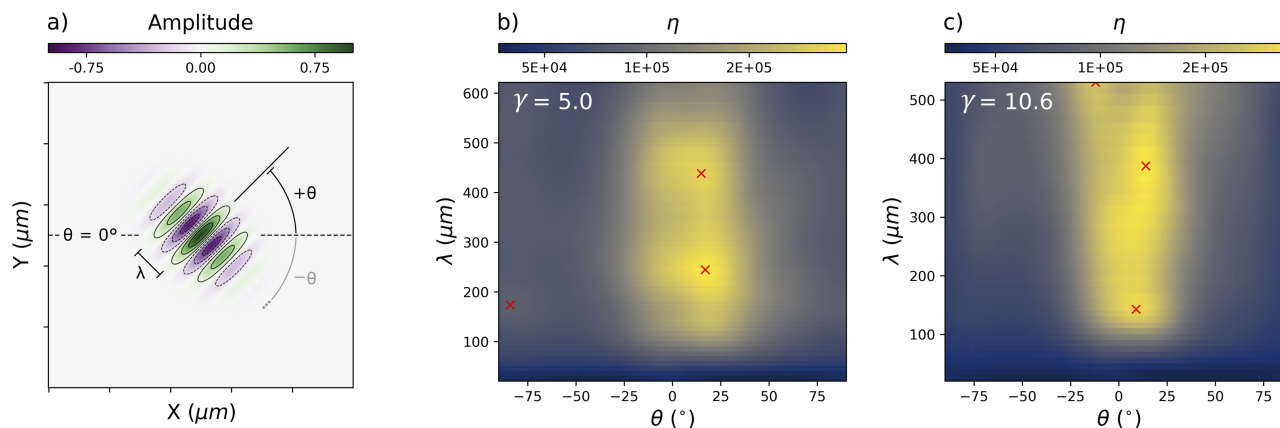 a)
Amplitude
-0.75 0.00 0.75
Y (μm)
θ = 0°
+θ
−θ
λ
X (μm)
b)
η
5E+04 1E+05 2E+05
γ = 5.0
λ (μm)
600
500
400
300
200
100
−75 −50 −25 0 25 50 75
θ (°)
c)
η
5E+04 1E+05 2E+05
γ = 10.6
λ (μm)
500
400
300
200
100
−75 −50 −25 0 25 50 75
θ (°)